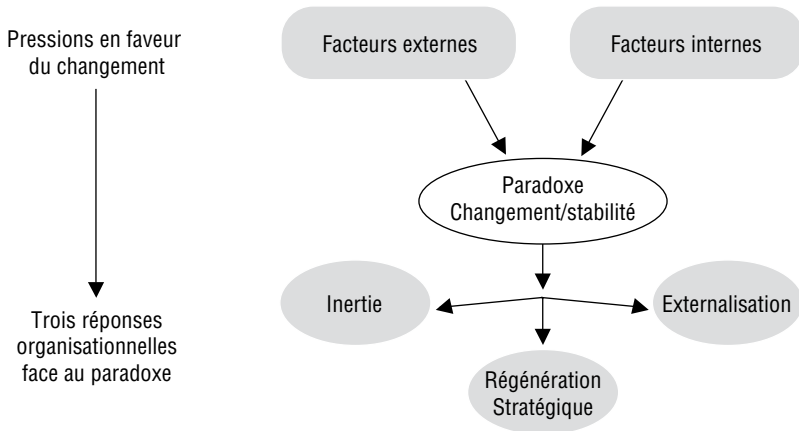 Pressions en faveur
du changement
Facteurs externes
Facteurs internes
Paradoxe
Changement/stabilité
Inertie
Externalisation
Trois réponses
organisationnelles
face au paradoxe
Régénération
Stratégique